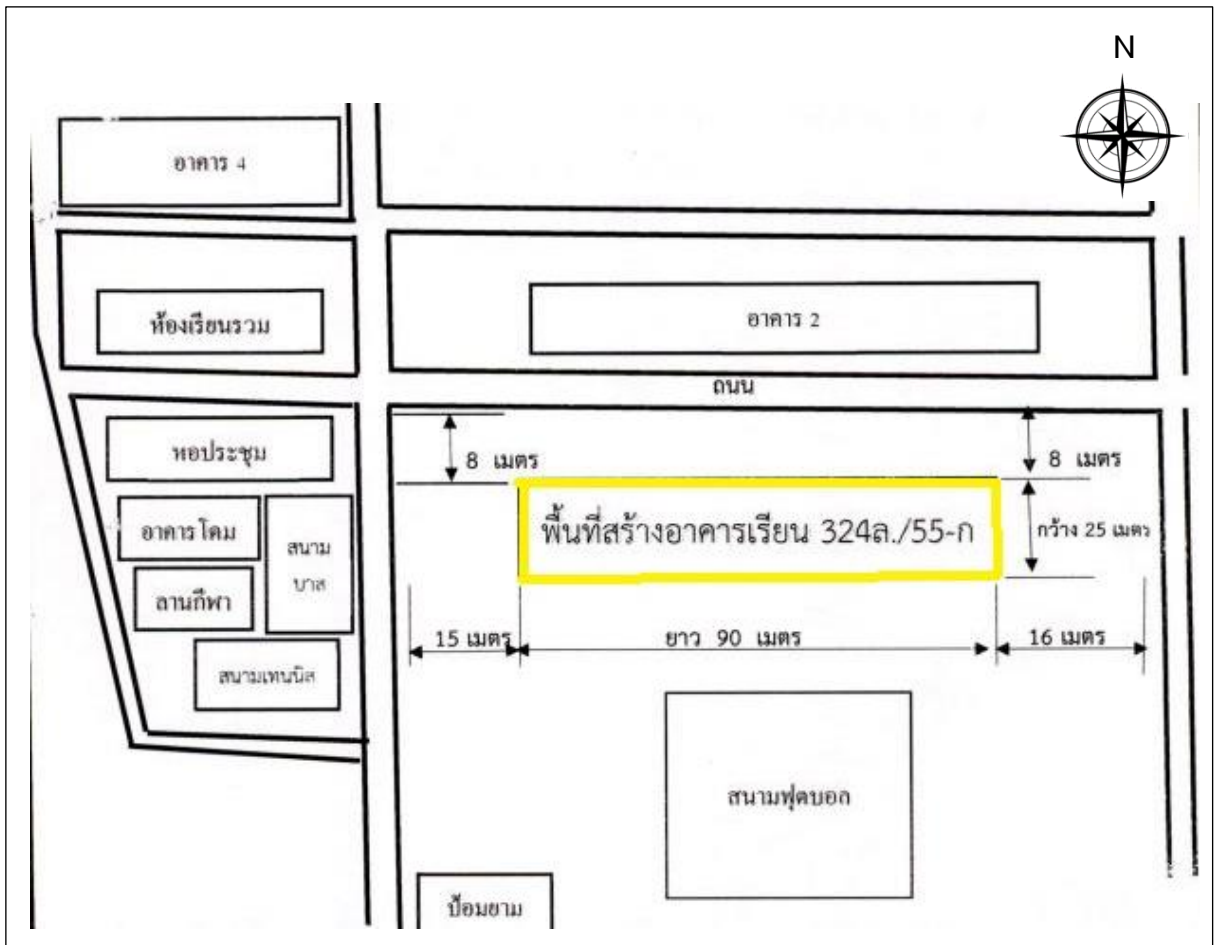 N
อาคาร 4
ห้องเรียนรวม
อาคาร 2
ถนน
หอประชุม
8 เมตร
8 เมตร
อาคารโดม
สนาม
บาส
พื้นที่สร้างอาคารเรียน 324ล./55-ก
กว้าง 25 เมตร
ลานกีฬา
15 เมตร
ยาว 90 เมตร
16 เมตร
สนามเทนนิส
สนามฟุตบอล
ป้อมยาม